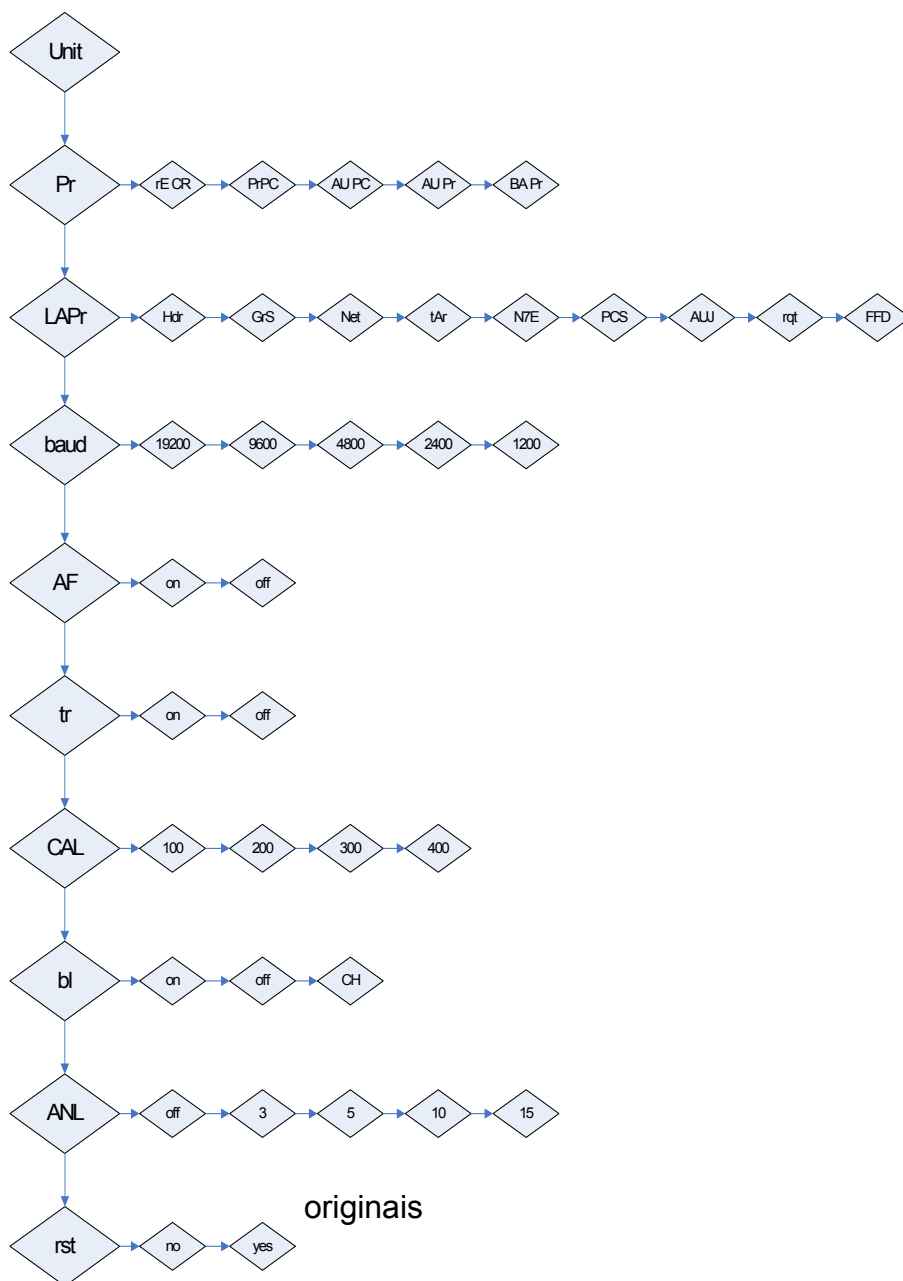 Unit
Pr rE CR PrPC AU PC AU Pr BA Pr
LAPr Hdr GrS Net tAr N7E PCS AUJ rqt FFD
baud 19200 9600 4800 2400 1200
AF on off
tr on off
CAL 100 200 300 400
bl on off CH
ANL off 3 5 10 15
originais
rst no yes